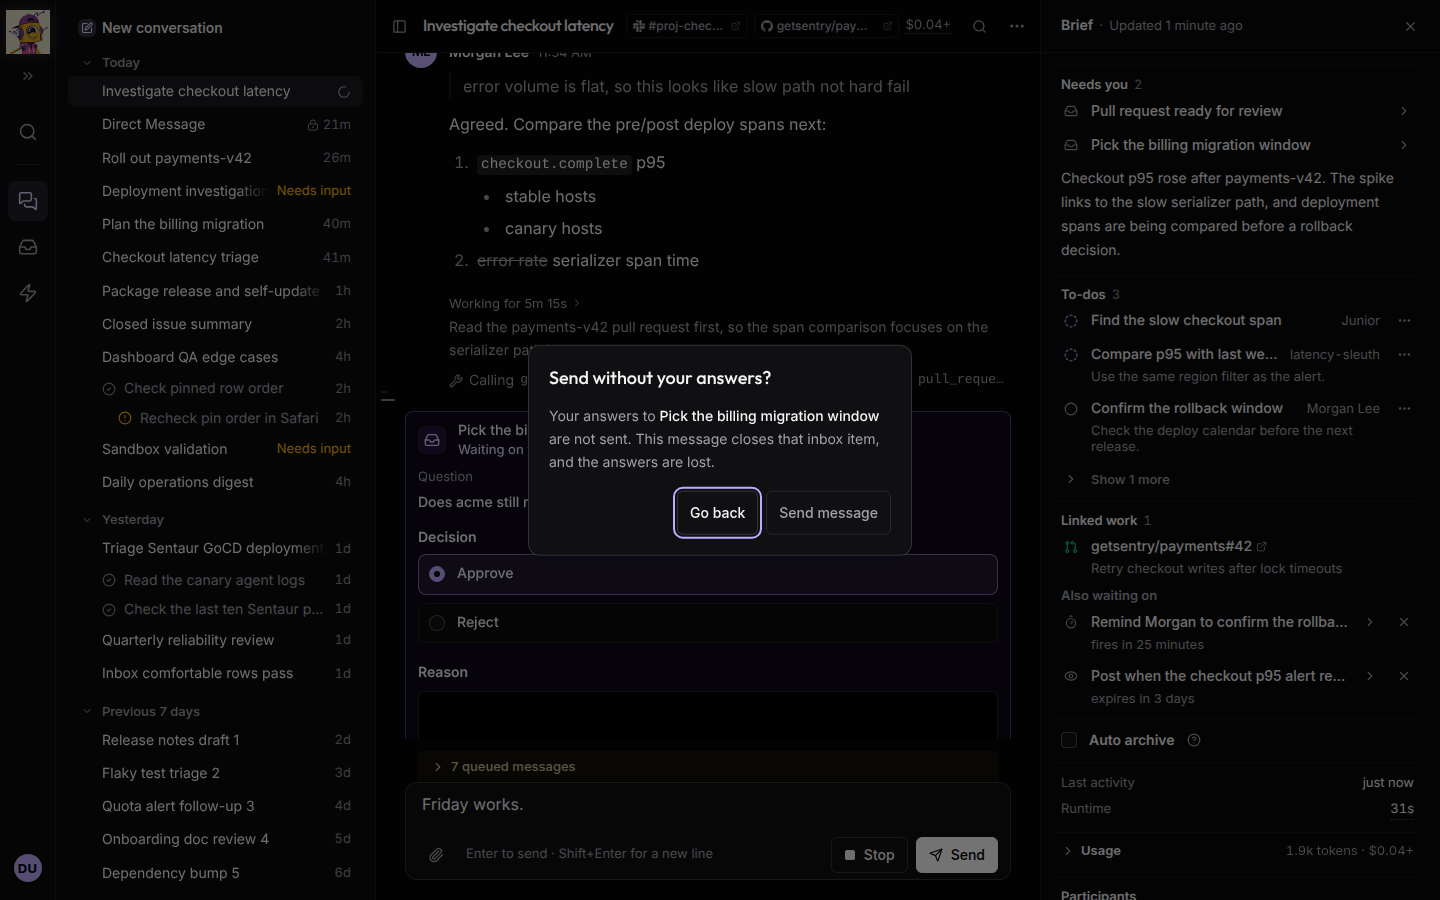 New conversation
Today
Investigate checkout latency
Direct Message 21m
Roll out payments-v42 26m
Deployment investigation Needs input
Plan the billing migration 40m
Checkout latency triage 41m
Package release and self-update 1h
Closed issue summary 2h
Dashboard QA edge cases 4h
Check pinned row order 2h
Recheck pin order in Safari 2h
Sandbox validation Needs input
Daily operations digest 4h
Yesterday
Triage Sentaur GoCD deployment 1d
Read the canary agent logs 1d
Check the last ten Sentaur p... 1d
Quarterly reliability review 1d
Inbox comfortable rows pass 1d
Previous 7 days
Release notes draft 1 2d
Flaky test triage 2 3d
Quota alert follow-up 3 4d
Onboarding doc review 4 5d
Dependency bump 5 6d
DU
Investigate checkout latency #proj-chec... getsentry/pay... $0.04+
Morgan Lee 11:54 AM
error volume is flat, so this looks like slow path not hard fail
Agreed. Compare the pre/post deploy spans next:
1. checkout.complete p95
• stable hosts
• canary hosts
2. error rate serializer span time
Working for 5m 15s
Read the payments-v42 pull request first, so the span comparison focuses on the
serializer
Calling pull_reque...
Pick the bi
Waiting on
Question
Does acme still
Decision
Approve
Reject
Reason
7 queued messages
Friday works.
Enter to send · Shift+Enter for a new line
Stop
Send
Send without your answers?
Your answers to Pick the billing migration window
are not sent. This message closes that inbox item,
and the answers are lost.
Go back
Send message
Brief · Updated 1 minute ago
Needs you 2
Pull request ready for review
Pick the billing migration window
Checkout p95 rose after payments-v42. The spike
links to the slow serializer path, and deployment
spans are being compared before a rollback
decision.
To-dos 3
Find the slow checkout span Junior
Compare p95 with last we... latency-sleuth
Use the same region filter as the alert.
Confirm the rollback window Morgan Lee
Check the deploy calendar before the next
release.
Show 1 more
Linked work 1
getsentry/payments#42
Retry checkout writes after lock timeouts
Also waiting on
Remind Morgan to confirm the rollba...
fires in 25 minutes
Post when the checkout p95 alert re...
expires in 3 days
Auto archive
Last activity just now
Runtime 31s
Usage 1.9k tokens · $0.04+
Participants